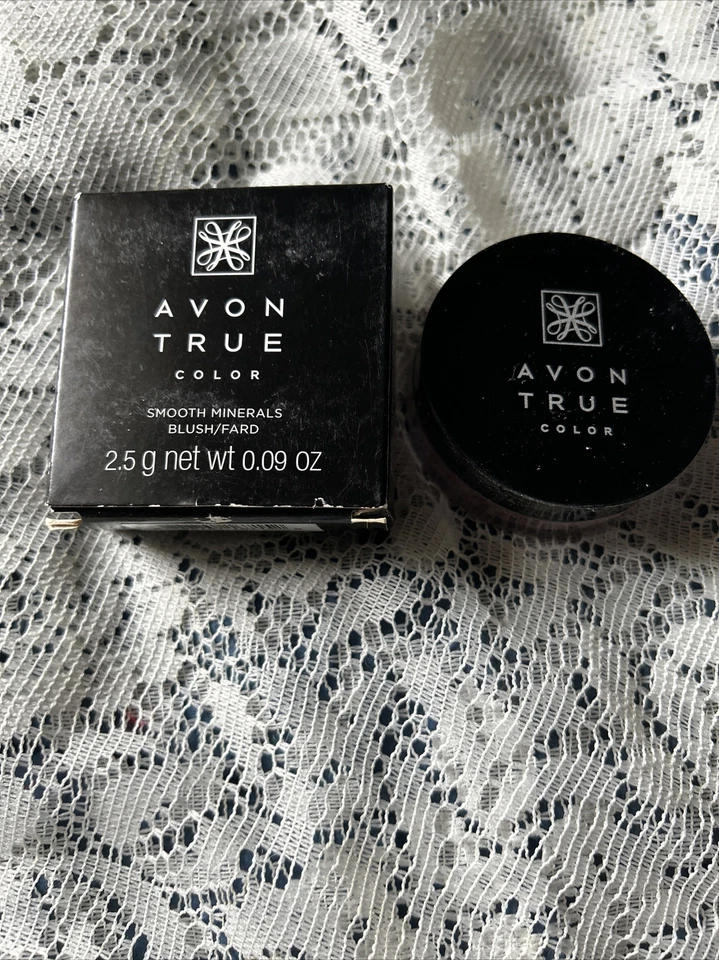 AVON
TRUE
COLOR
SMOOTH MINERALS
BLUSH/FARD
2.5 g net wt 0.09 OZ
AVON
TRUE
COLOR